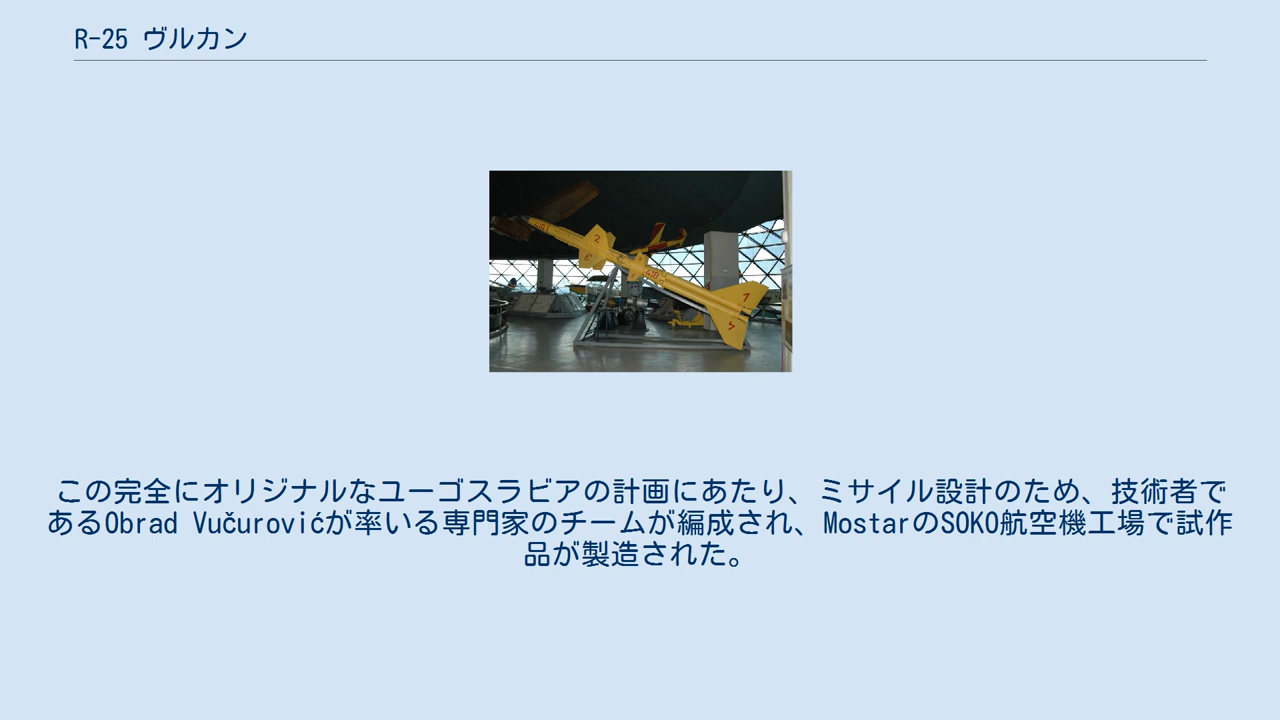 R-25 ヴルカン
この完全にオリジナルなユーゴスラビアの計画にあたり、ミサイル設計のため、技術者で
あるObrad Vučurovićが率いる専門家のチームが編成され、MostarのSOKO航空機工場で試作
品が製造された。